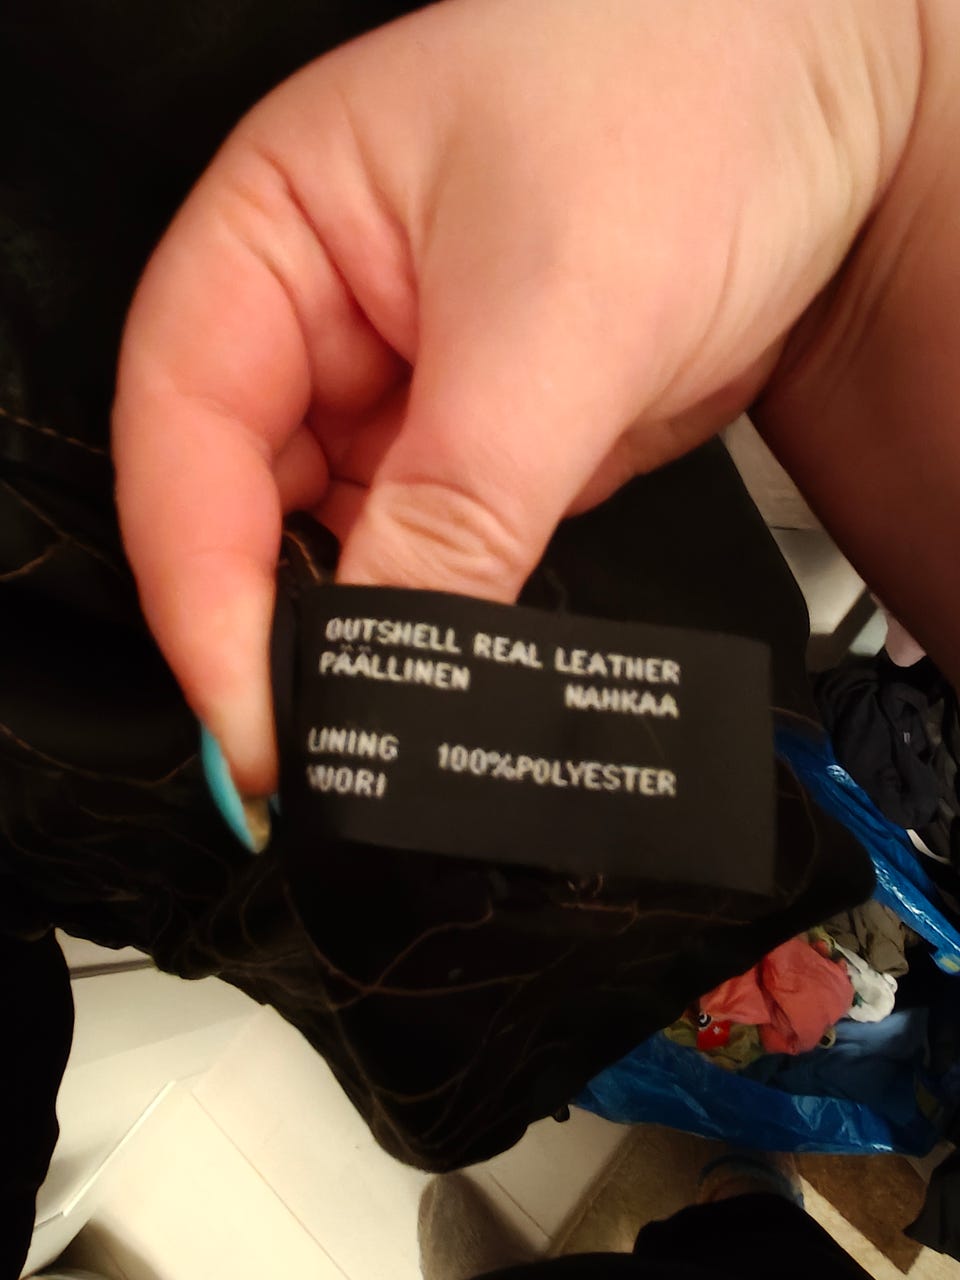 OUTSHELL REAL LEATHER
PÄÄLLINEN NAHKAA
LINING 100%POLYESTER
VUORI